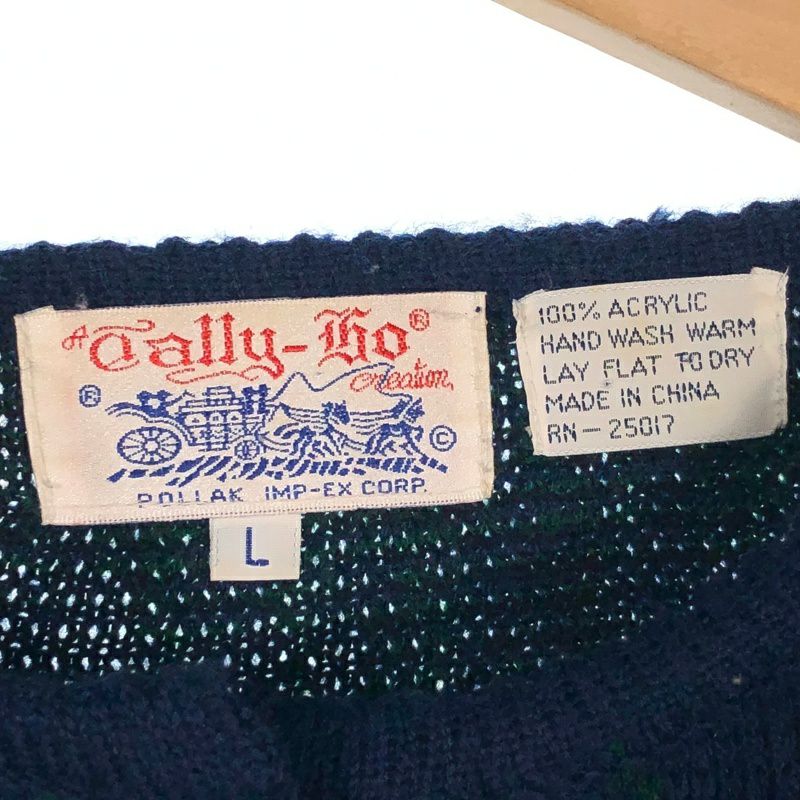 A Tally-Ho®
Creation,
®
©
POLLAK IMP-EX CORP.
L
100% ACRYLIC
HAND WASH WARM
LAY FLAT TO DRY
MADE IN CHINA
RN-25017